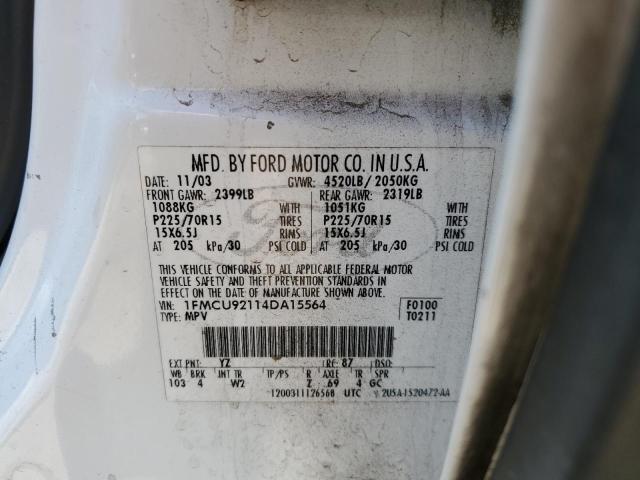 MFD. BY FORD MOTOR CO. IN U.S.A.
DATE: 11/03 GVWR: 4520LB/ 2050KG
FRONT GAWR: 2399LB REAR GAWR: 2319LB
1088KG WITH 1051KG WITH
P225/70R15 TIRES P225/70R15 TIRES
15X6.5J RIMS 15X6.5J RIMS
AT 205 kPa/30 PSI COLD AT 205 kPa/30 PSI COLD
THIS VEHICLE CONFORMS TO ALL APPLICABLE FEDERAL MOTOR
VEHICLE SAFETY AND THEFT PREVENTION STANDARDS
IN EFFECT ON THE DATE OF MANUFACTURE SHOWN ABOVE.
VIN: 1FMCU92114DA15564 F0100
TYPE: MPV T0211
EXT PNT: YZ RC: 87 DSO:
WB BRK INT TR TP/PS R AXLE TR SPR
103 4 W2 Z .69 4 GC
UTC